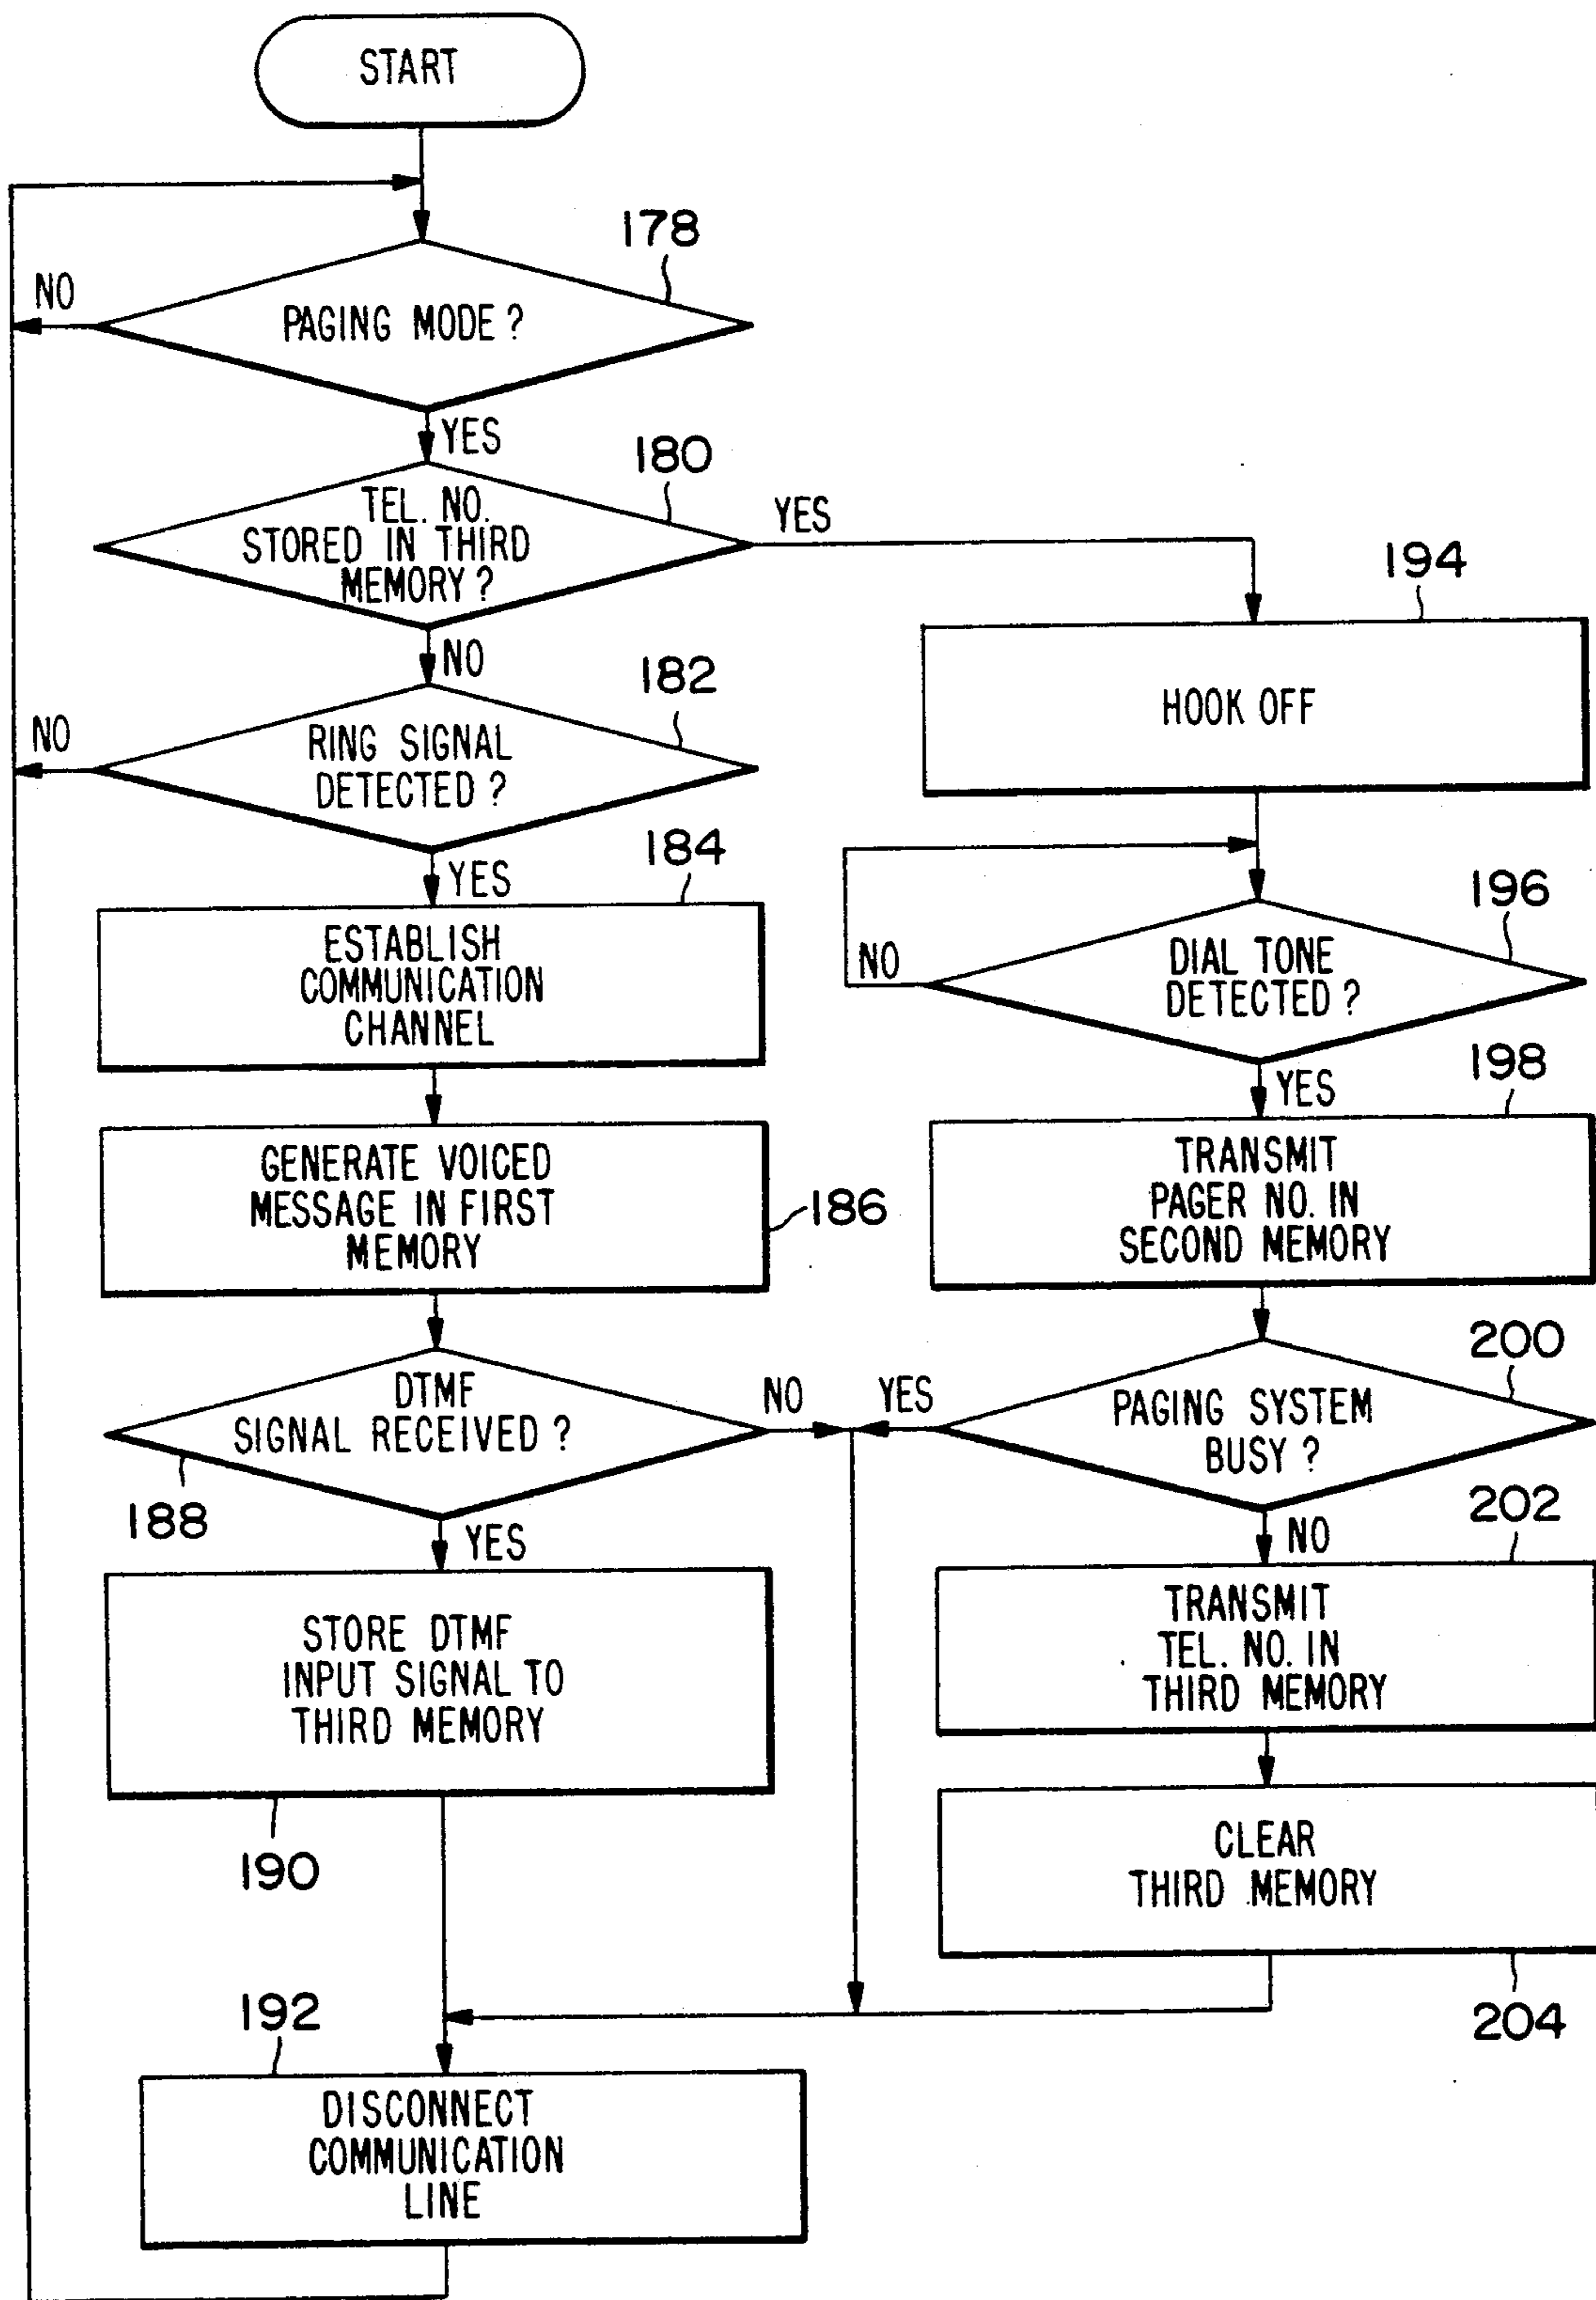 START
178
NO
PAGING MODE?
YES
180
TEL. NO.
STORED IN THIRD
MEMORY?
YES
NO
194
HOOK OFF
182
NO
RING SIGNAL
DETECTED?
YES
184
ESTABLISH
COMMUNICATION
CHANNEL
196
NO
DIAL TONE
DETECTED?
YES
198
GENERATE VOICED
MESSAGE IN FIRST
MEMORY
186
TRANSMIT
PAGER NO. IN
SECOND MEMORY
200
DTMF
SIGNAL RECEIVED?
NO
YES
PAGING SYSTEM
BUSY?
188
YES
NO
202
STORE DTMF
INPUT SIGNAL TO
THIRD MEMORY
190
TRANSMIT
TEL. NO. IN
THIRD MEMORY
CLEAR
THIRD MEMORY
204
192
DISCONNECT
COMMUNICATION
LINE